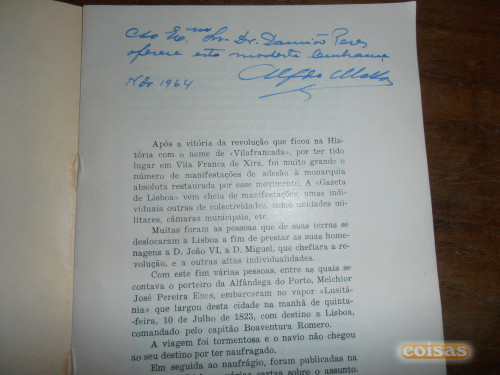 Ao Ex.mo Sr. Dr. Damião Peres
oferece esta modesta lembrança
Nov 1964
Após a vitória da revolução que ficou na His-
tória com o nome de «Vilafrancada», por ter tido
lugar em Vila Franca de Xira, foi muito grande o
número de manifestações de adesão à monarquia
absoluta restaurada por esse movimento. A «Gazeta
de Lisboa» vem cheia de manifestações, umas indi-
viduais outras de colectividades, como unidades mi-
litares, câmaras municipais, etc.
Muitas foram as pessoas que de suas terras se
deslocaram a Lisboa a fim de prestar as suas home-
nagens a D. João VI, a D. Miguel, que chefiara a re-
volução, e a outras altas individualidades.
Com este fim várias pessoas, entre as quais se
contava o porteiro da Alfândega do Porto, Melchior
José Pereira Enes, embarcaram no vapor «Lusitâ-
nia» que largou desta cidade na manhã de quinta-
-feira, 10 de Julho de 1823, com destino a Lisboa,
comandado pelo capitão Boaventura Romero.
A viagem foi tormentosa e o navio não chegou
ao seu destino por ter naufragado.
Em seguida ao naufrágio, foram publicadas na
várias cartas sobre o assunto.
coisas